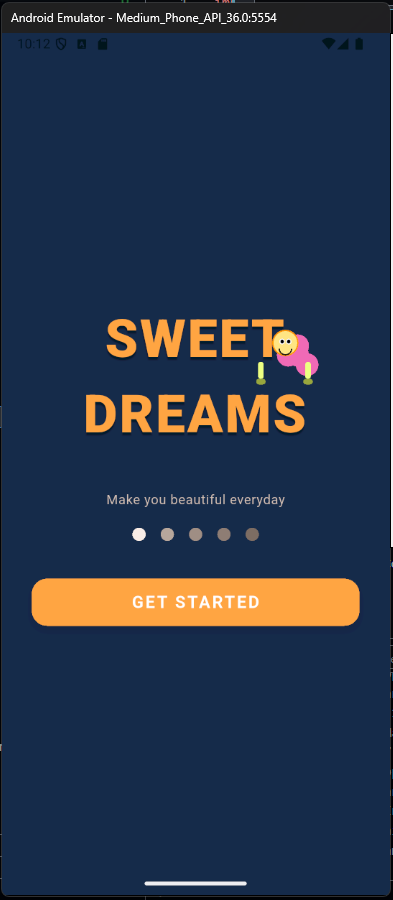 Android Emulator - Medium_Phone_API_36.0:5554
10:12
SWEET
DREAMS
Make you beautiful everyday
GET STARTED